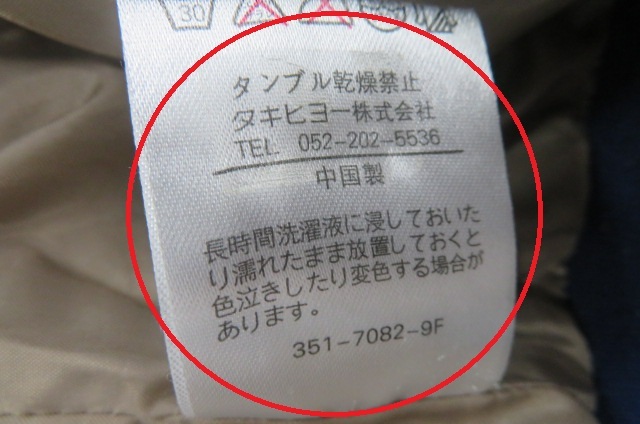 30
タンブル乾燥禁止
タキヒヨー株式会社
TEL. 052-202-5536
中国製
長時間洗濯液に浸しておいた
り濡れたまま放置しておくと
色泣きしたり変色する場合が
あります。
351-7082-9F